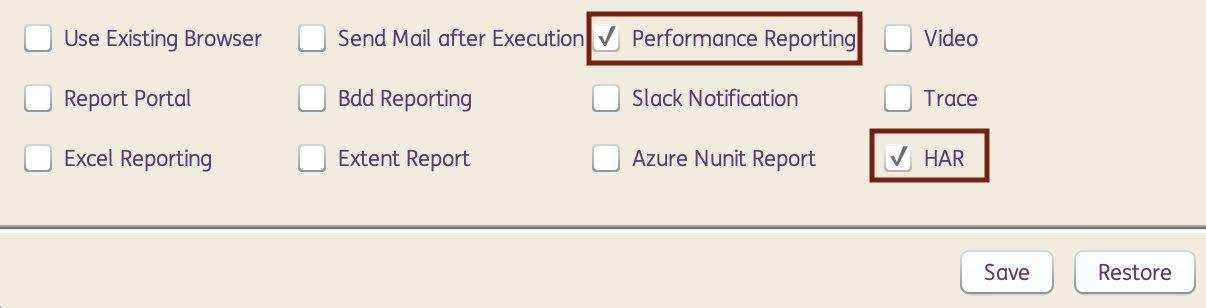 Use Existing Browser Send Mail after Execution Performance Reporting Video
Report Portal Bdd Reporting Slack Notification Trace
Excel Reporting Extent Report Azure Nunit Report HAR
Save Restore